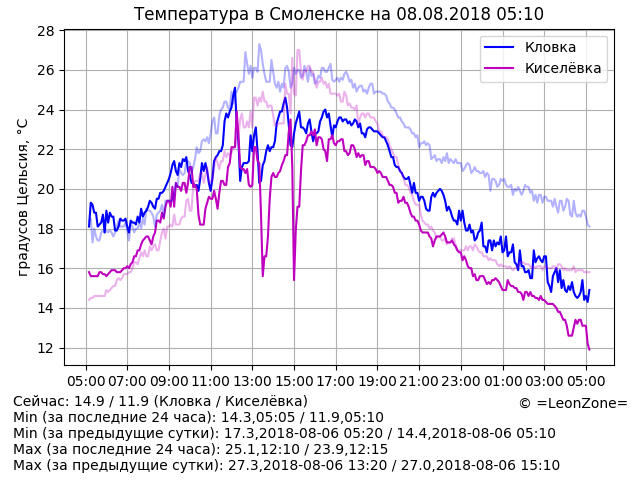 Температура в Смоленске на 08.08.2018 05:10
градусов Цельсия, °C
28
26
24
22
20
18
16
14
12
Кловка
Киселёвка
05:00 07:00 09:00 11:00 13:00 15:00 17:00 19:00 21:00 23:00 01:00 03:00 05:00
Сейчас: 14.9 / 11.9 (Кловка / Киселёвка)
© =LeonZone=
Min (за последние 24 часа): 14.3,05:05 / 11.9,05:10
Min (за предыдущие сутки): 17.3,2018-08-06 05:20 / 14.4,2018-08-06 05:10
Max (за последние 24 часа): 25.1,12:10 / 23.9,12:15
Max (за предыдущие сутки): 27.3,2018-08-06 13:20 / 27.0,2018-08-06 15:10